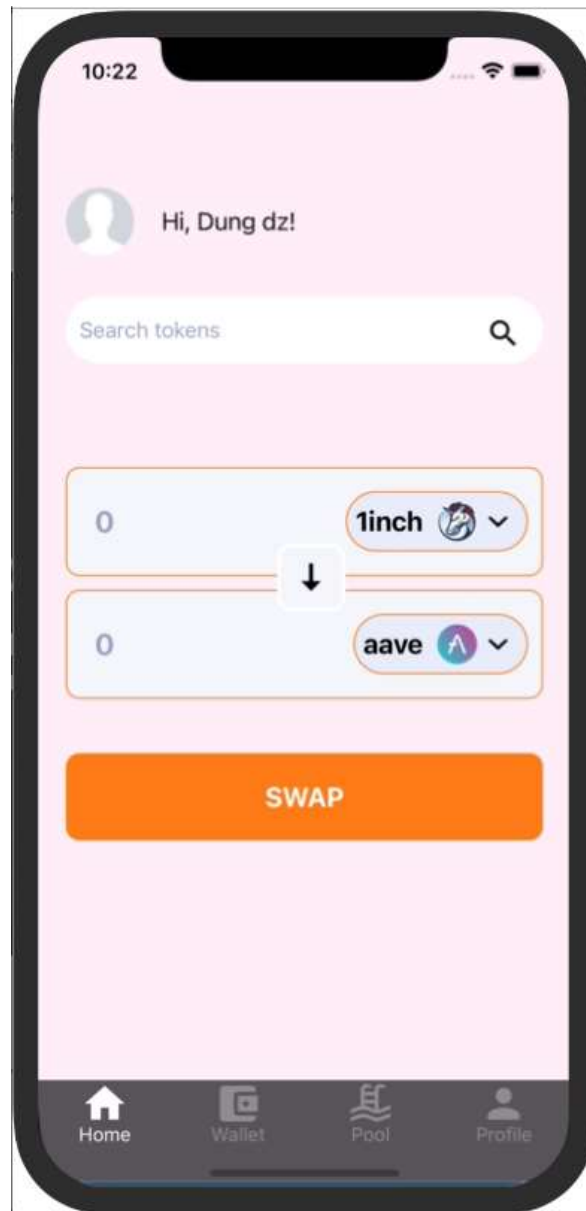 10:22
Hi, Dung dz!
Search tokens
0
1inch
0
aave
SWAP
Home Wallet Pool Profile